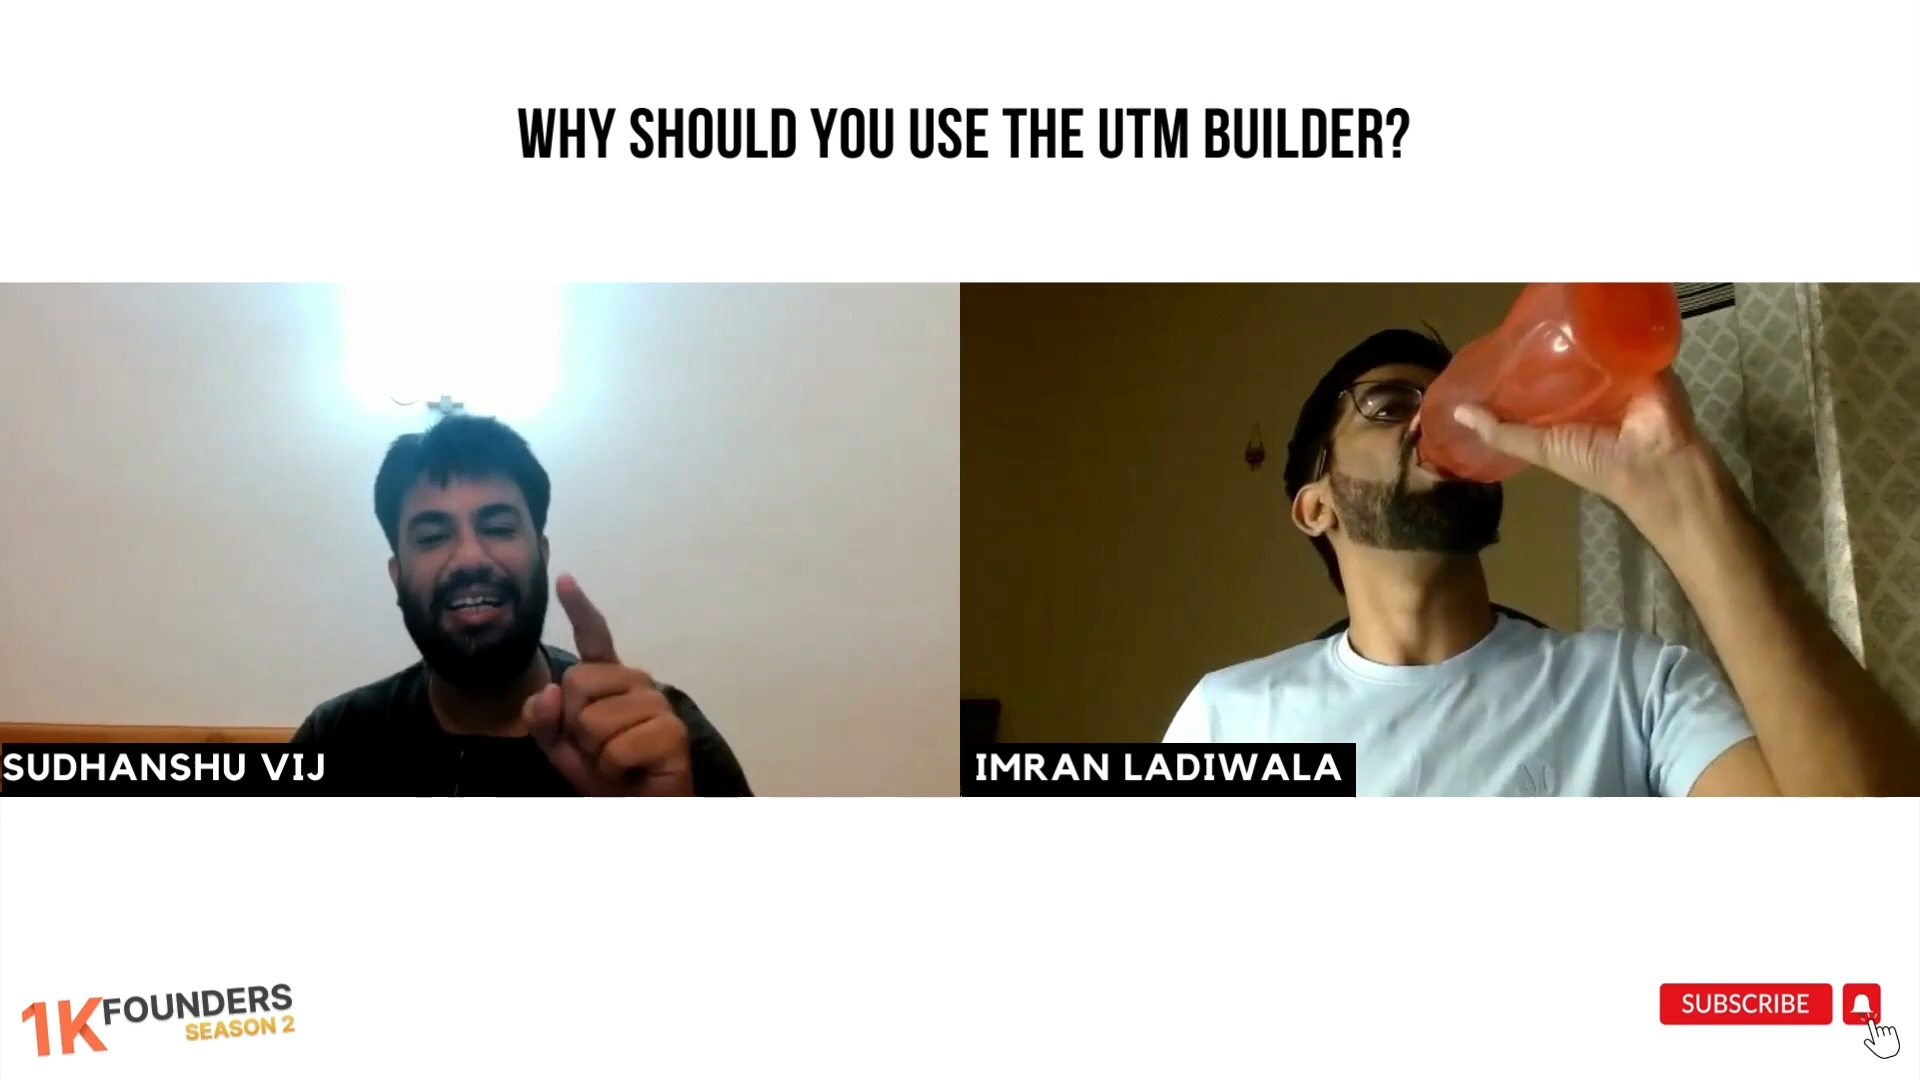 WHY SHOULD YOU USE THE UTM BUILDER?
SUDHANSHU VIJ
IMRAN LADIWALA
1K FOUNDERS
SEASON 2
SUBSCRIBE